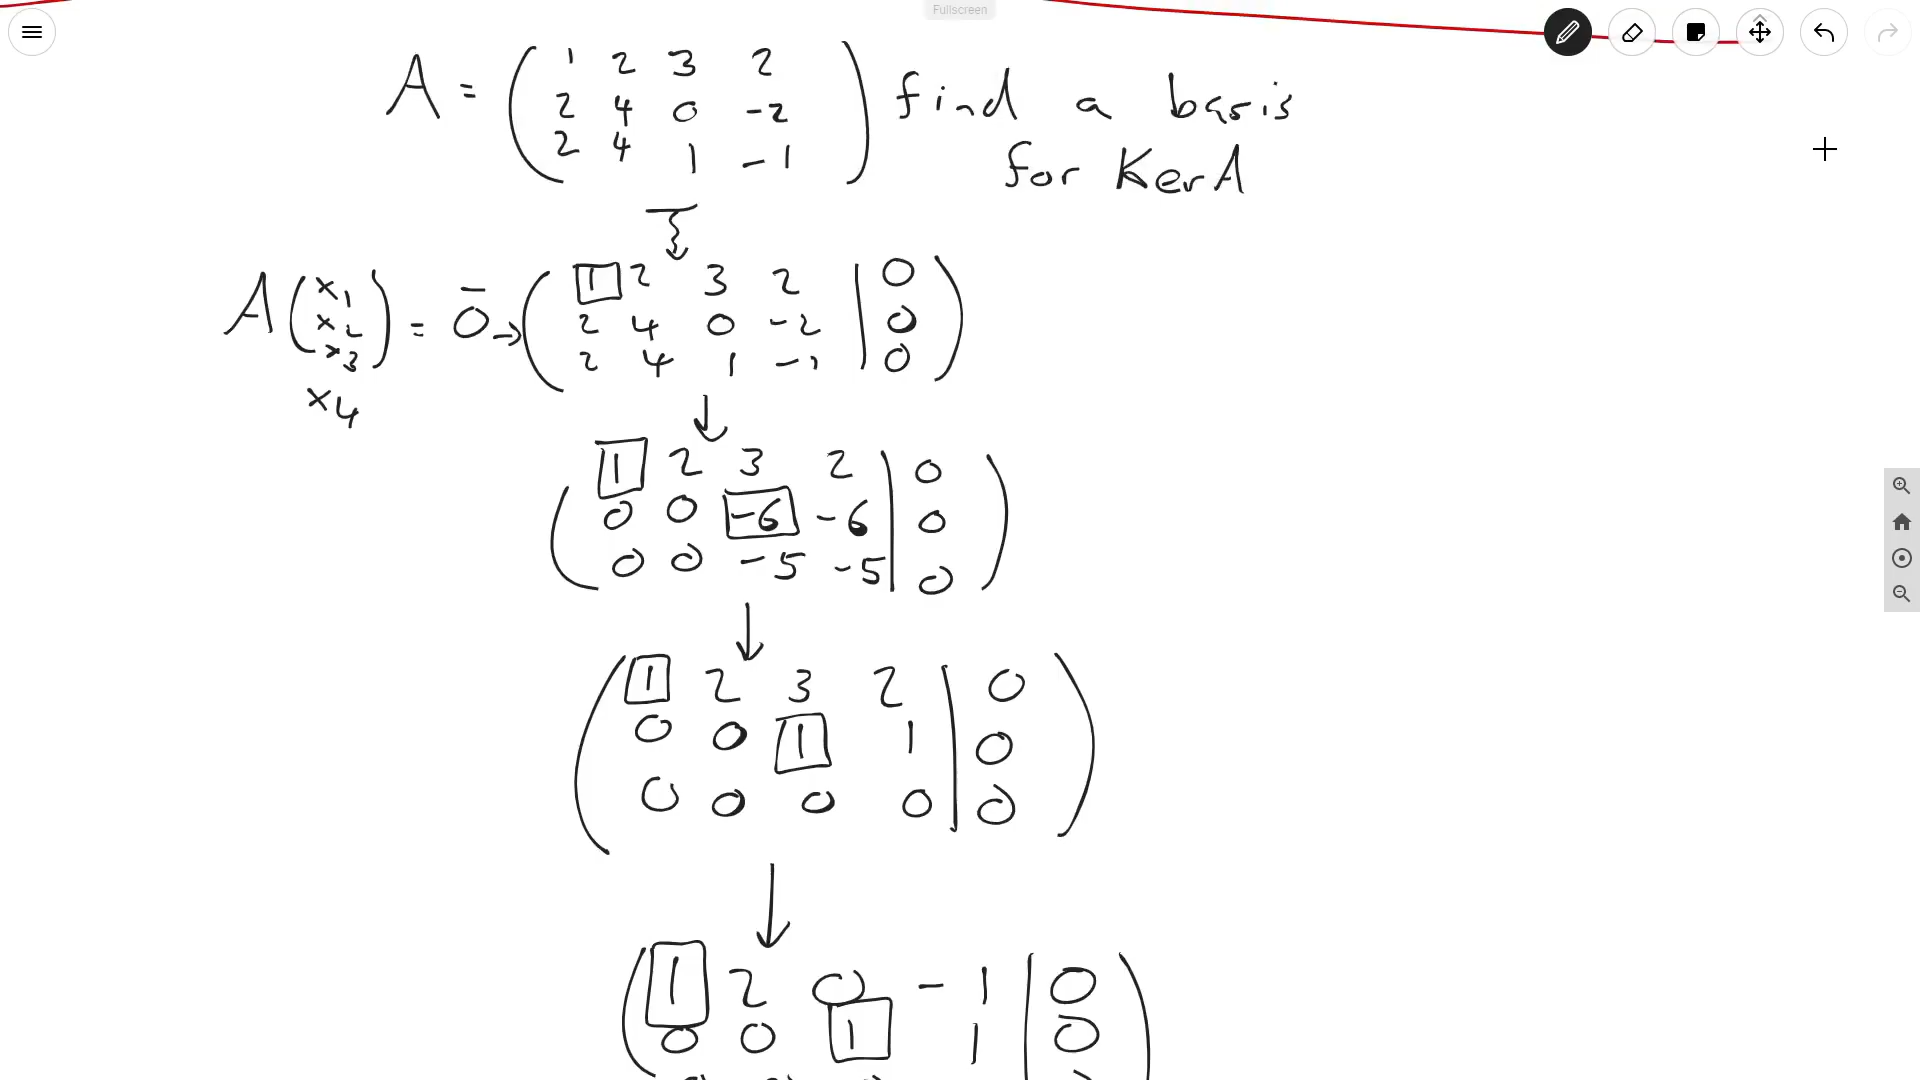 Fullscreen
A = ( 1 2 3 2 ) find a basis
2 4 0 -2
2 4 1 -1 for KerA
A ( x1 ) = 0̄ → ( 1 2 3 2 | 0 )
x2 2 4 0 -2 | 0
x3 2 4 1 -1 | 0
x4
( 1 2 3 2 | 0 )
0 0 -6 -6 | 0
0 0 -5 -5 | 0
( 1 2 3 2 | 0 )
0 0 1 1 | 0
0 0 0 0 | 0
( 1 2 0 -1 | 0 )
0 0 1 1 | 0